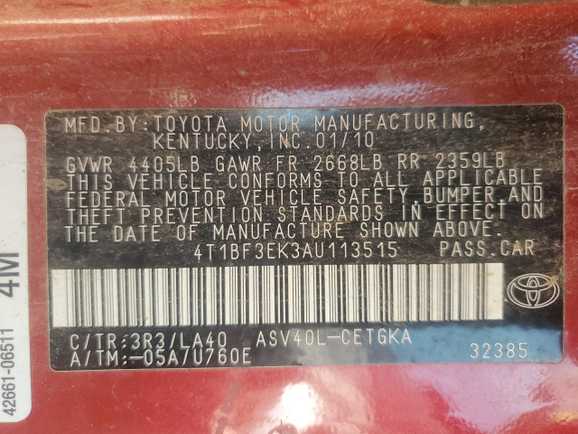 MFD.BY:TOYOTA MOTOR MANUFACTURING,
KENTUCKY,INC.01/10
GVWR 4405LB GAWR FR 2668LB RR 2359LB
THIS VEHICLE CONFORMS TO ALL APPLICABLE
FEDERAL MOTOR VEHICLE SAFETY,BUMPER,AND
THEFT PREVENTION STANDARDS IN EFFECT ON
THE DATE OF MANUFACTURE SHOWN ABOVE.
4T1BF3EK3AU113515 PASS.CAR
C/TR:3R3/LA40 ASV40L-CETGKA
A/TM:-05A/U760E 32385
4M
42661-06511